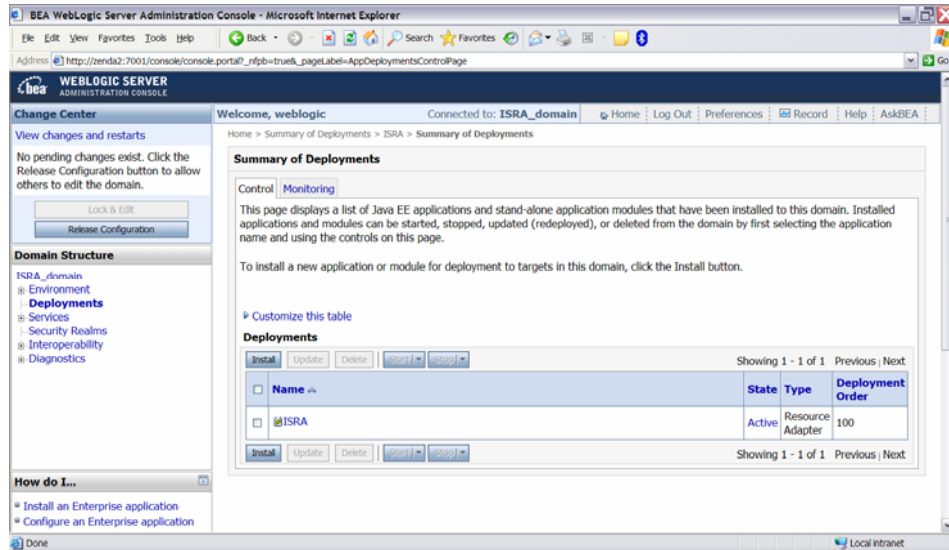 BEA WebLogic Server Administration Console - Microsoft Internet Explorer
File Edit View Favorites Tools Help
Back Search Favorites
Address http://zenda2:7001/console/console.portal?_nfpb=true&_pageLabel=AppDeploymentsControlPage Go
bea WEBLOGIC SERVER
ADMINISTRATION CONSOLE
Change Center
View changes and restarts
No pending changes exist. Click the
Release Configuration button to allow
others to edit the domain.
Lock & Edit
Release Configuration
Domain Structure
ISRA_domain
Environment
Deployments
Services
Security Realms
Interoperability
Diagnostics
How do I...
Install an Enterprise application
Configure an Enterprise application
Welcome, weblogic Connected to: ISRA_domain Home Log Out Preferences Record Help AskBEA
Home > Summary of Deployments > ISRA > Summary of Deployments
Summary of Deployments
Control Monitoring
This page displays a list of Java EE applications and stand-alone application modules that have been installed to this domain. Installed
applications and modules can be started, stopped, updated (redeployed), or deleted from the domain by first selecting the application
name and using the controls on this page.
To install a new application or module for deployment to targets in this domain, click the Install button.
Customize this table
Deployments
Install Update Delete Start Stop Showing 1 - 1 of 1 Previous | Next
Name State Type Deployment
Order
ISRA Active Resource
Adapter 100
Install Update Delete Start Stop Showing 1 - 1 of 1 Previous | Next
Done Local intranet